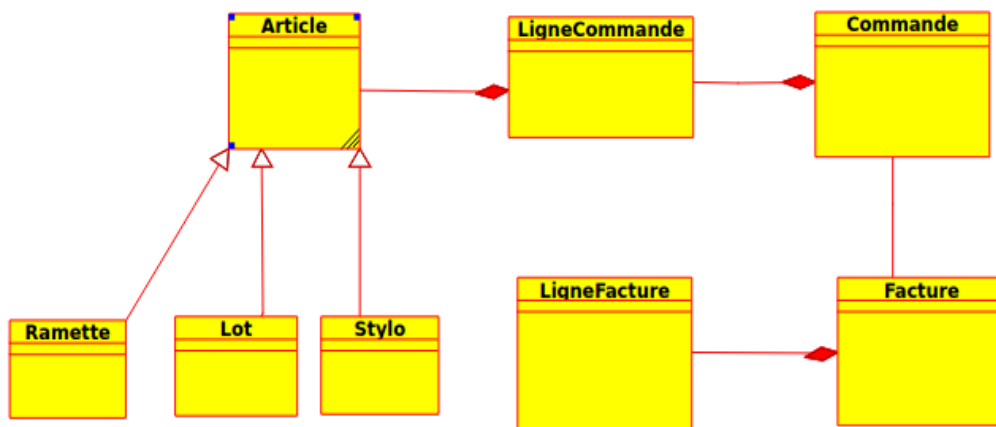 Article
LigneCommande
Commande
LigneFacture
Facture
Ramette
Lot
Stylo